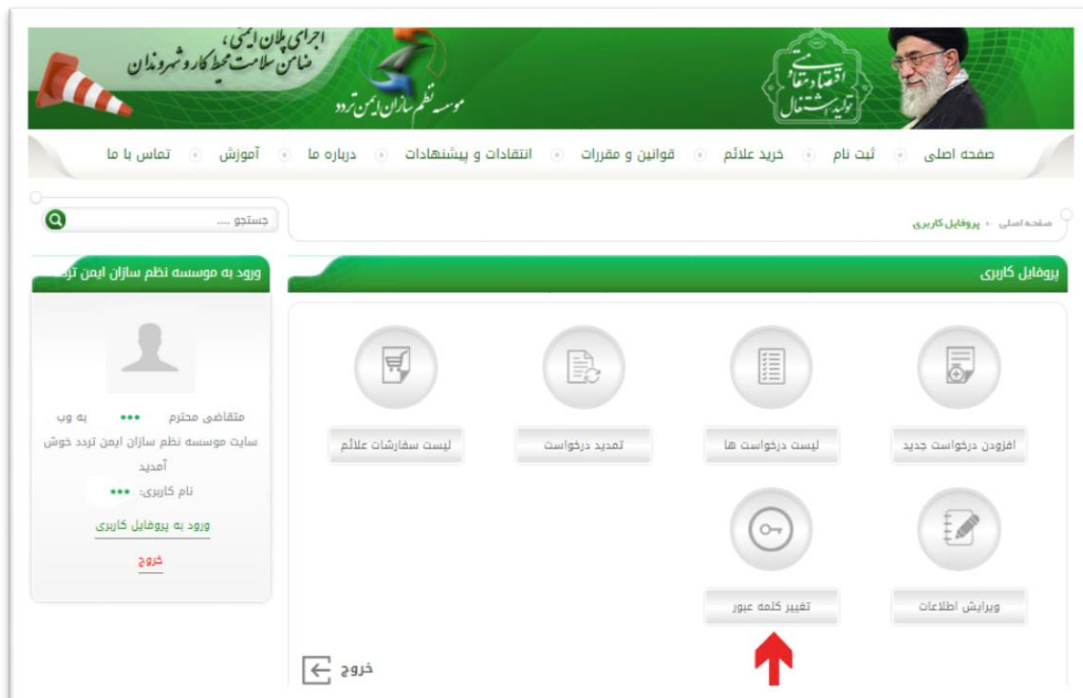 اجرای پلان ایمنی ،
ضامن سلامت محیط کار و شهروندان
موسسه نظم سازان ایمن تردد
اقتصاد مقاومتی
تولید - اشتغال
صفحه اصلی
ثبت نام
خرید علائم
قوانین و مقررات
انتقادات و پیشنهادات
درباره ما
آموزش
تماس با ما
صفحه اصلی
پروفایل کاربری
جستجو ....
پروفایل کاربری
ورود به موسسه نظم سازان ایمن
افزودن درخواست جدید
لیست درخواست ها
تمدید درخواست
لیست سفارشات علائم
ویرایش اطلاعات
تغییر کلمه عبور
خروج
متقاضی محترم ••• به وب
سایت موسسه نظم سازان ایمن تردد خوش
آمدید
نام کاربری: •••
ورود به پروفایل کاربری
خروج